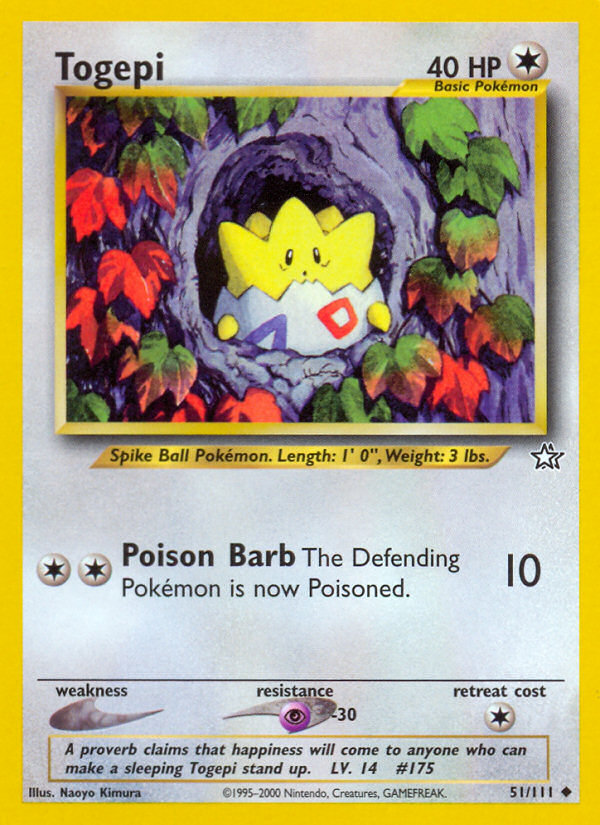 Togepi
40 HP
Basic Pokémon
Spike Ball Pokémon. Length: 1' 0", Weight: 3 lbs.
Poison Barb The Defending
Pokémon is now Poisoned.
10
weakness
resistance
retreat cost
-30
A proverb claims that happiness will come to anyone who can
make a sleeping Togepi stand up. LV. 14 #175
Illus. Naoyo Kimura
©1995–2000 Nintendo, Creatures, GAMEFREAK.
51/111